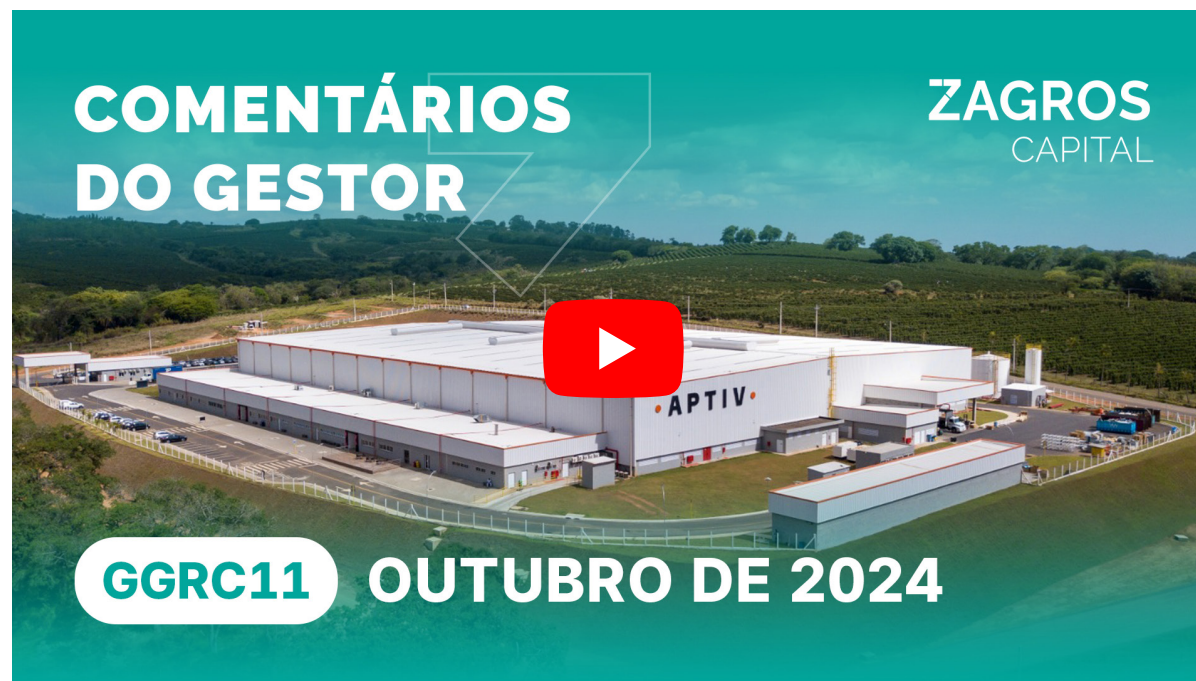 COMENTÁRIOS
DO GESTOR
ZAGROS
CAPITAL
• APTIV •
GGRC11
OUTUBRO DE 2024